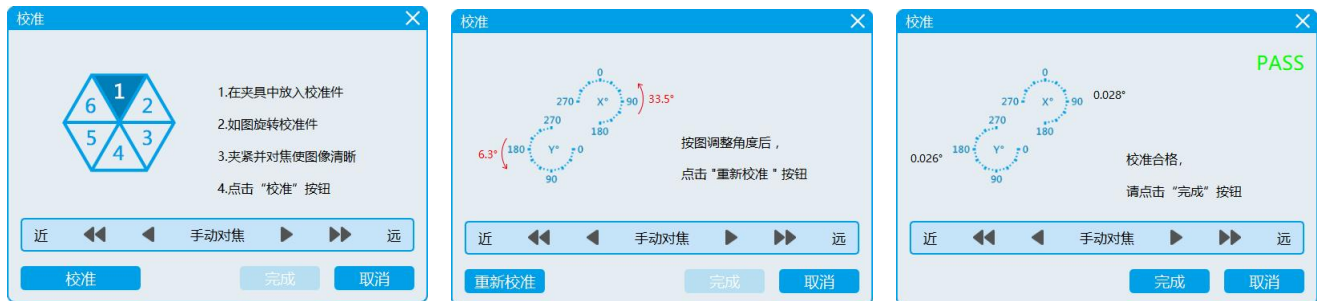 校准
6 1 2
5 4 3
1.在夹具中放入校准件
2.如图旋转校准件
3.夹紧并对焦使图像清晰
4.点击“校准”按钮
近 手动对焦 远
校准 完成 取消
校准
0
270 X° 90 33.5°
270 180
6.3° 180 Y° 0
90
按图调整角度后，
点击 "重新校准 " 按钮
近 手动对焦 远
重新校准 完成 取消
校准
PASS
0
270 X° 90 0.028°
270 180
0.026° 180 Y° 0
90
校准合格,
请点击“完成”按钮
近 手动对焦 远
完成 取消